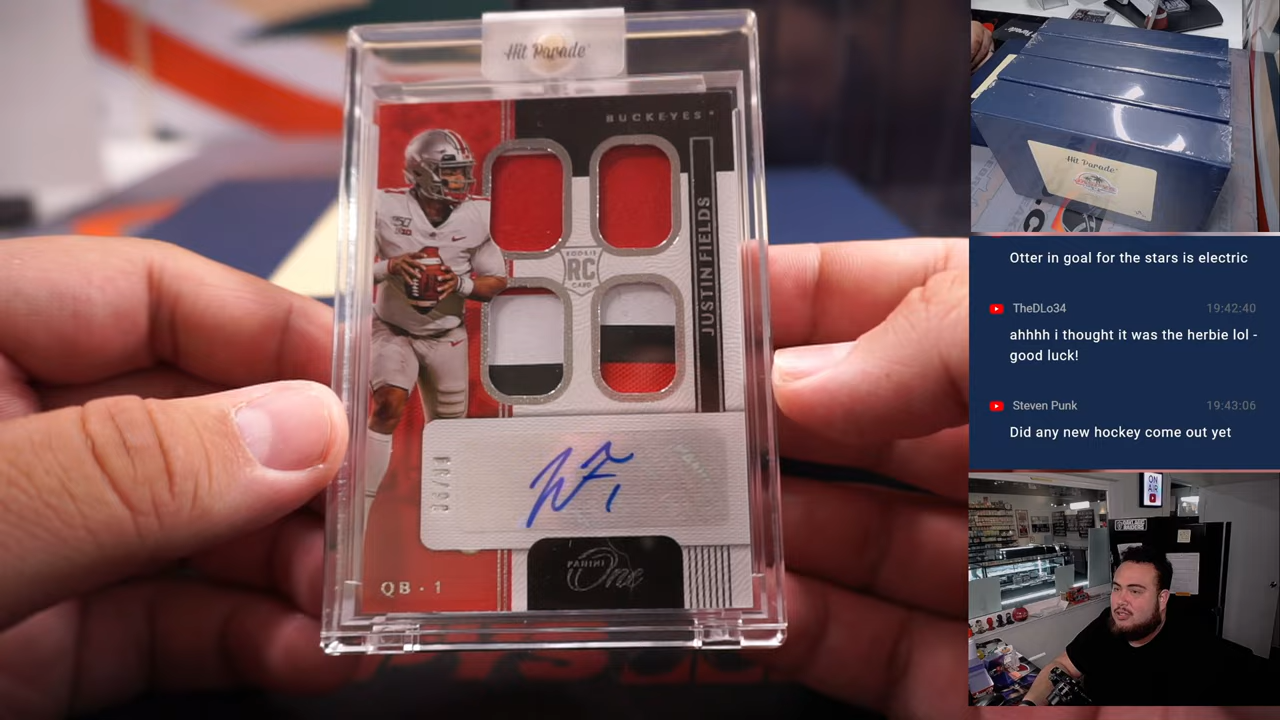 Hit Parade
BUCKEYES
JUSTIN FIELDS
ROOKIE
RC
CARD
PANINI
One
QB · 1
Hit Parade
Otter in goal for the stars is electric
TheDLo34
19:42:40
ahhhh i thought it was the herbie lol -
good luck!
Steven Punk
19:43:06
Did any new hockey come out yet
ON
AIR